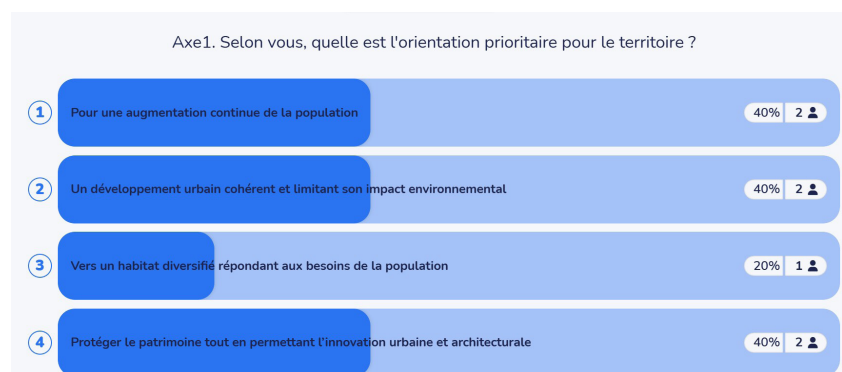 Axe1. Selon vous, quelle est l'orientation prioritaire pour le territoire ?
1 Pour une augmentation continue de la population 40% 2
2 Un développement urbain cohérent et limitant son impact environnemental 40% 2
3 Vers un habitat diversifié répondant aux besoins de la population 20% 1
4 Protéger le patrimoine tout en permettant l'innovation urbaine et architecturale 40% 2